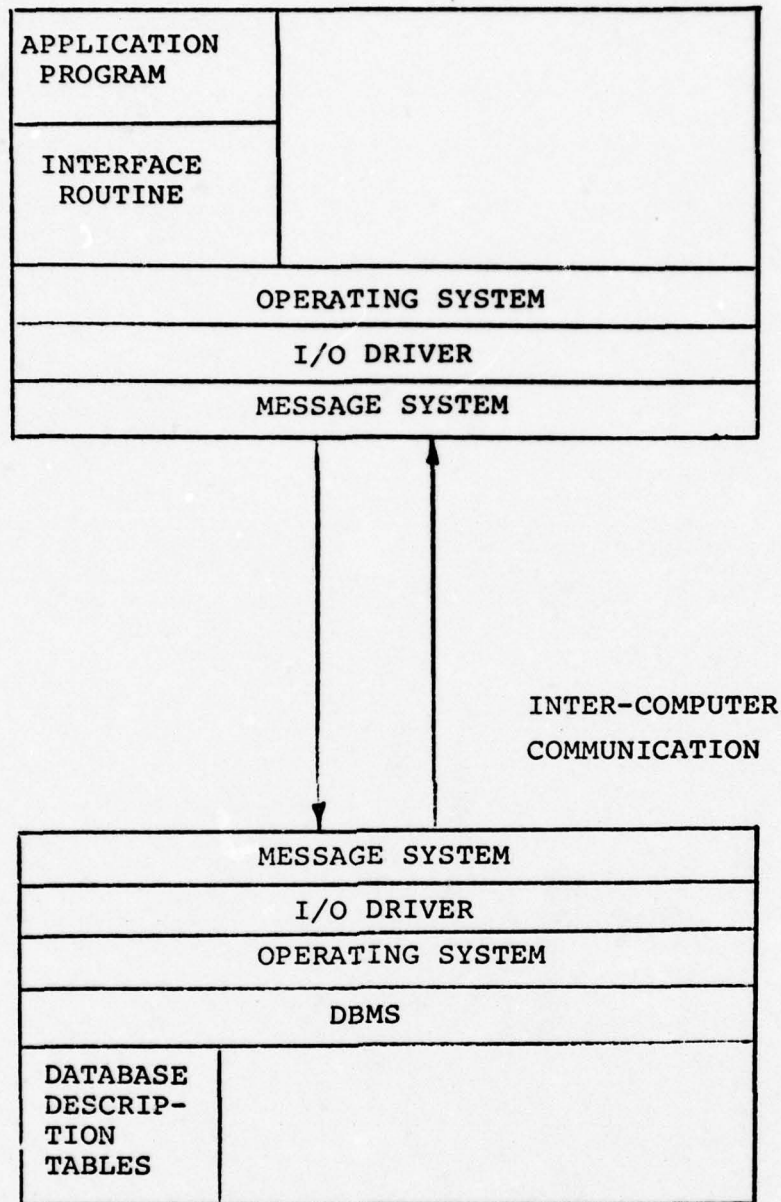 APPLICATION
PROGRAM
INTERFACE
ROUTINE
OPERATING SYSTEM
I/O DRIVER
MESSAGE SYSTEM
INTER-COMPUTER
COMMUNICATION
MESSAGE SYSTEM
I/O DRIVER
OPERATING SYSTEM
DBMS
DATABASE
DESCRIP-
TION
TABLES